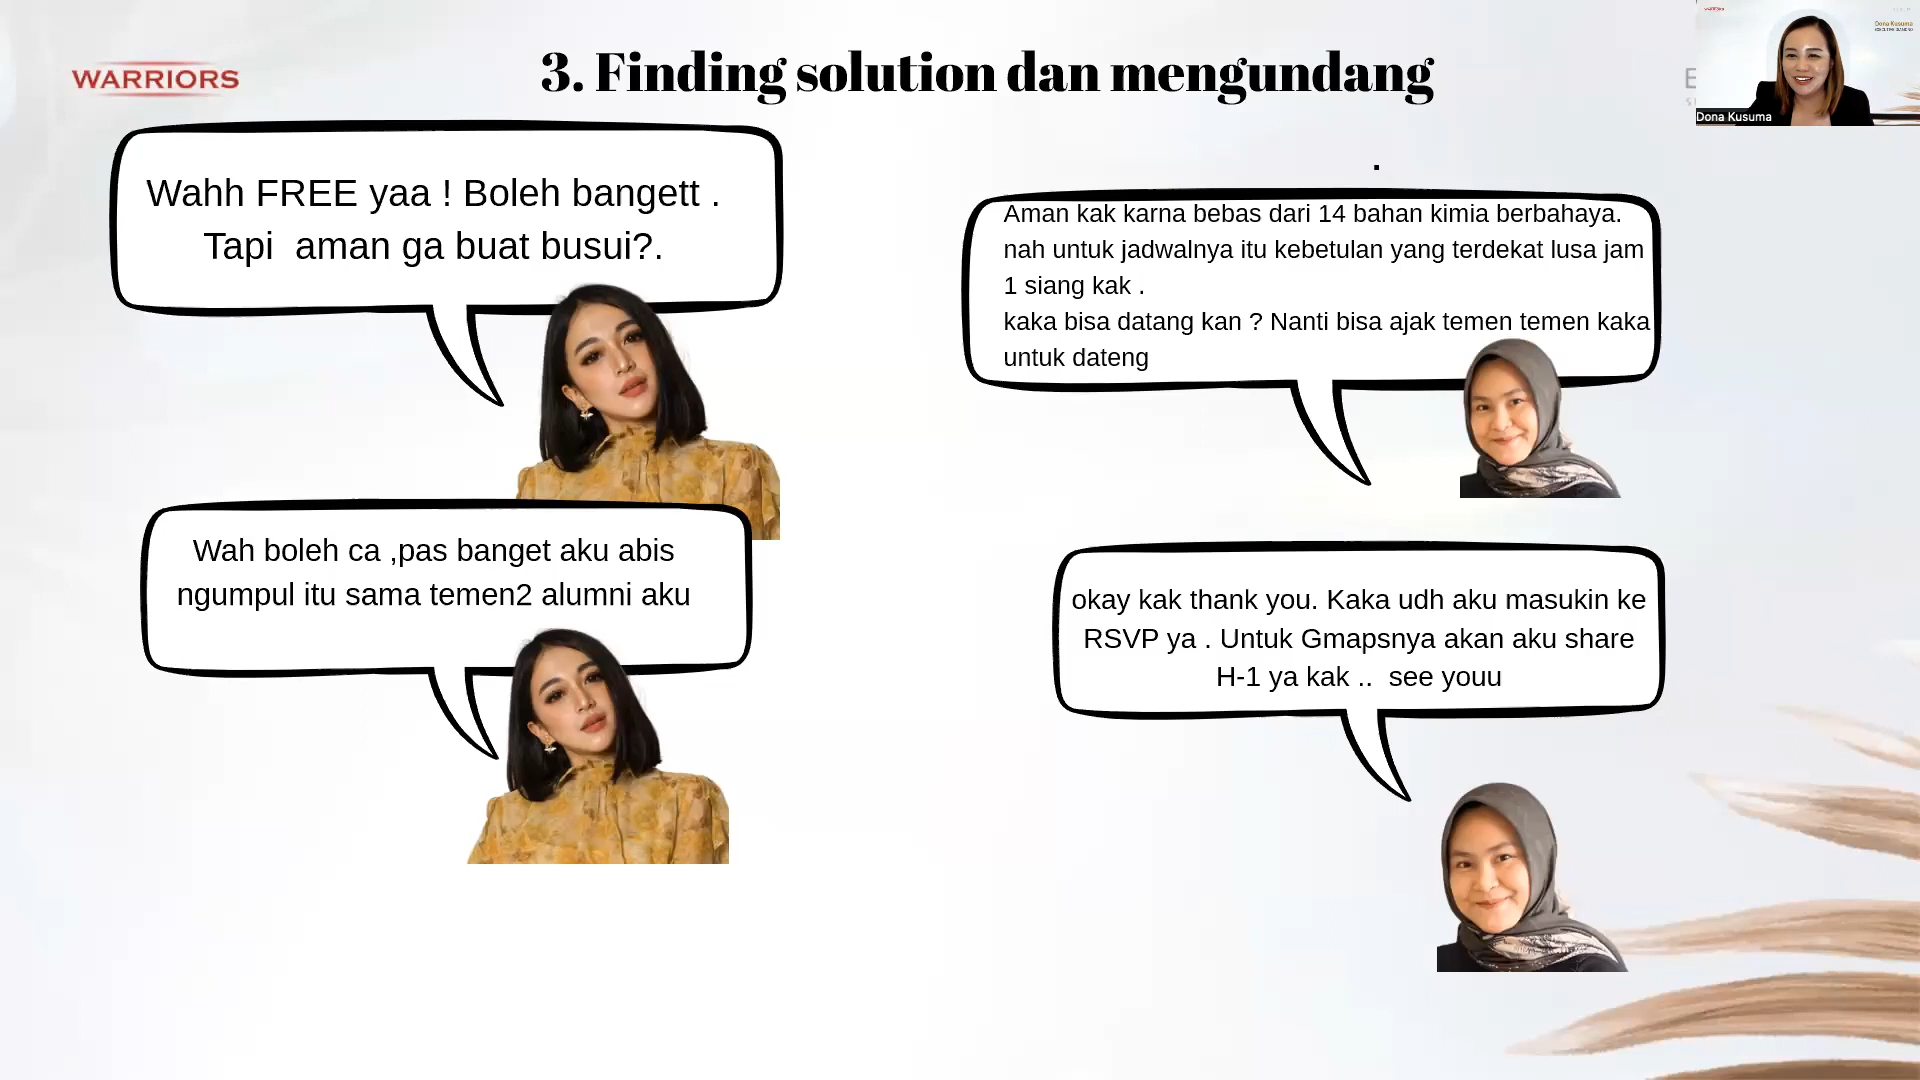 WARRIORS
3. Finding solution dan mengundang
Dona Kusuma
Dona Kusuma
.
Wahh FREE yaa ! Boleh bangett .
Tapi  aman ga buat busui?.
Aman kak karna bebas dari 14 bahan kimia berbahaya.
nah untuk jadwalnya itu kebetulan yang terdekat lusa jam
1 siang kak .
kaka bisa datang kan ? Nanti bisa ajak temen temen kaka
untuk dateng
Wah boleh ca ,pas banget aku abis
ngumpul itu sama temen2 alumni aku
okay kak thank you. Kaka udh aku masukin ke
RSVP ya . Untuk Gmapsnya akan aku share
H-1 ya kak ..  see youu